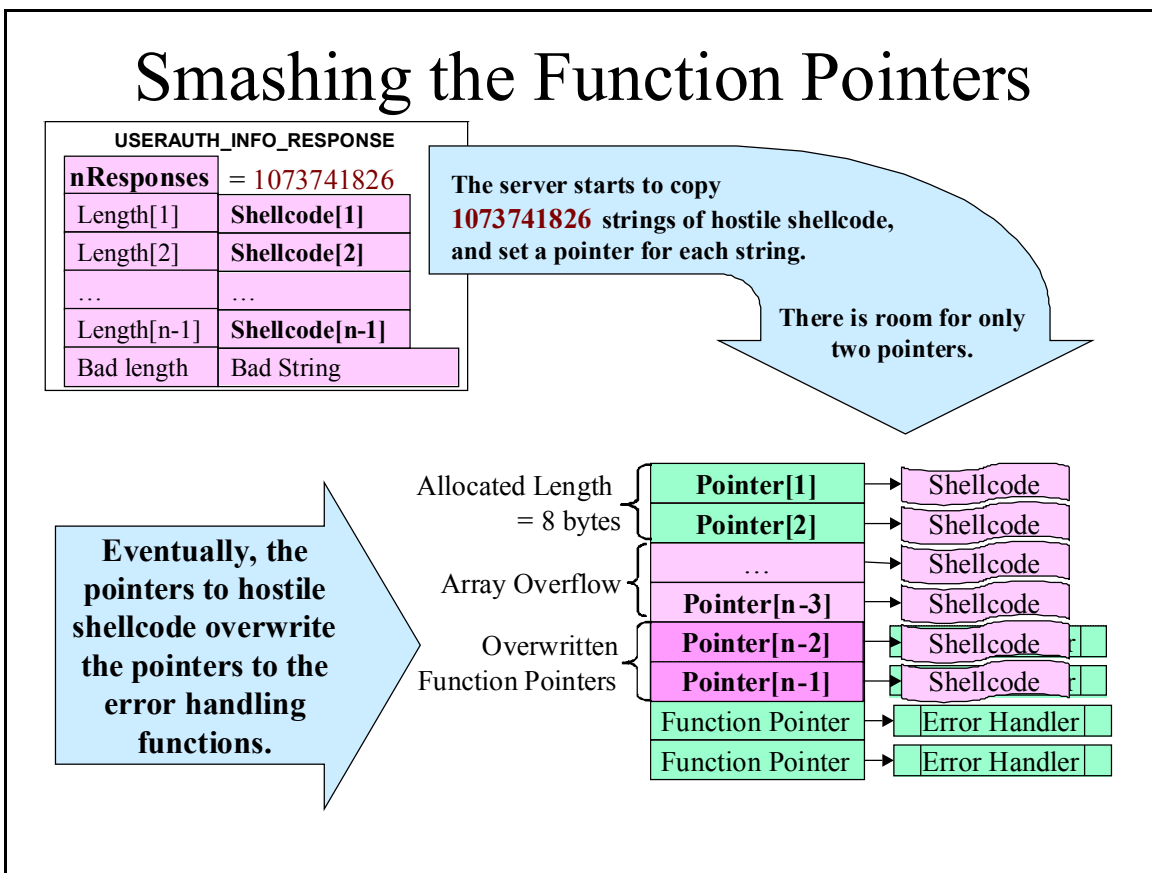 Smashing the Function Pointers
USERAUTH_INFO_RESPONSE
nResponses = 1073741826
Length[1] Shellcode[1]
Length[2] Shellcode[2]
… …
Length[n-1] Shellcode[n-1]
Bad length Bad String
The server starts to copy
1073741826 strings of hostile shellcode,
and set a pointer for each string.
There is room for only
two pointers.
Eventually, the
pointers to hostile
shellcode overwrite
the pointers to the
error handling
functions.
Allocated Length
= 8 bytes
Array Overflow
Overwritten
Function Pointers
Pointer[1] Shellcode
Pointer[2] Shellcode
… Shellcode
Pointer[n-3] Shellcode
Pointer[n-2] Shellcode r
Pointer[n-1] Shellcode r
Function Pointer Error Handler
Function Pointer Error Handler